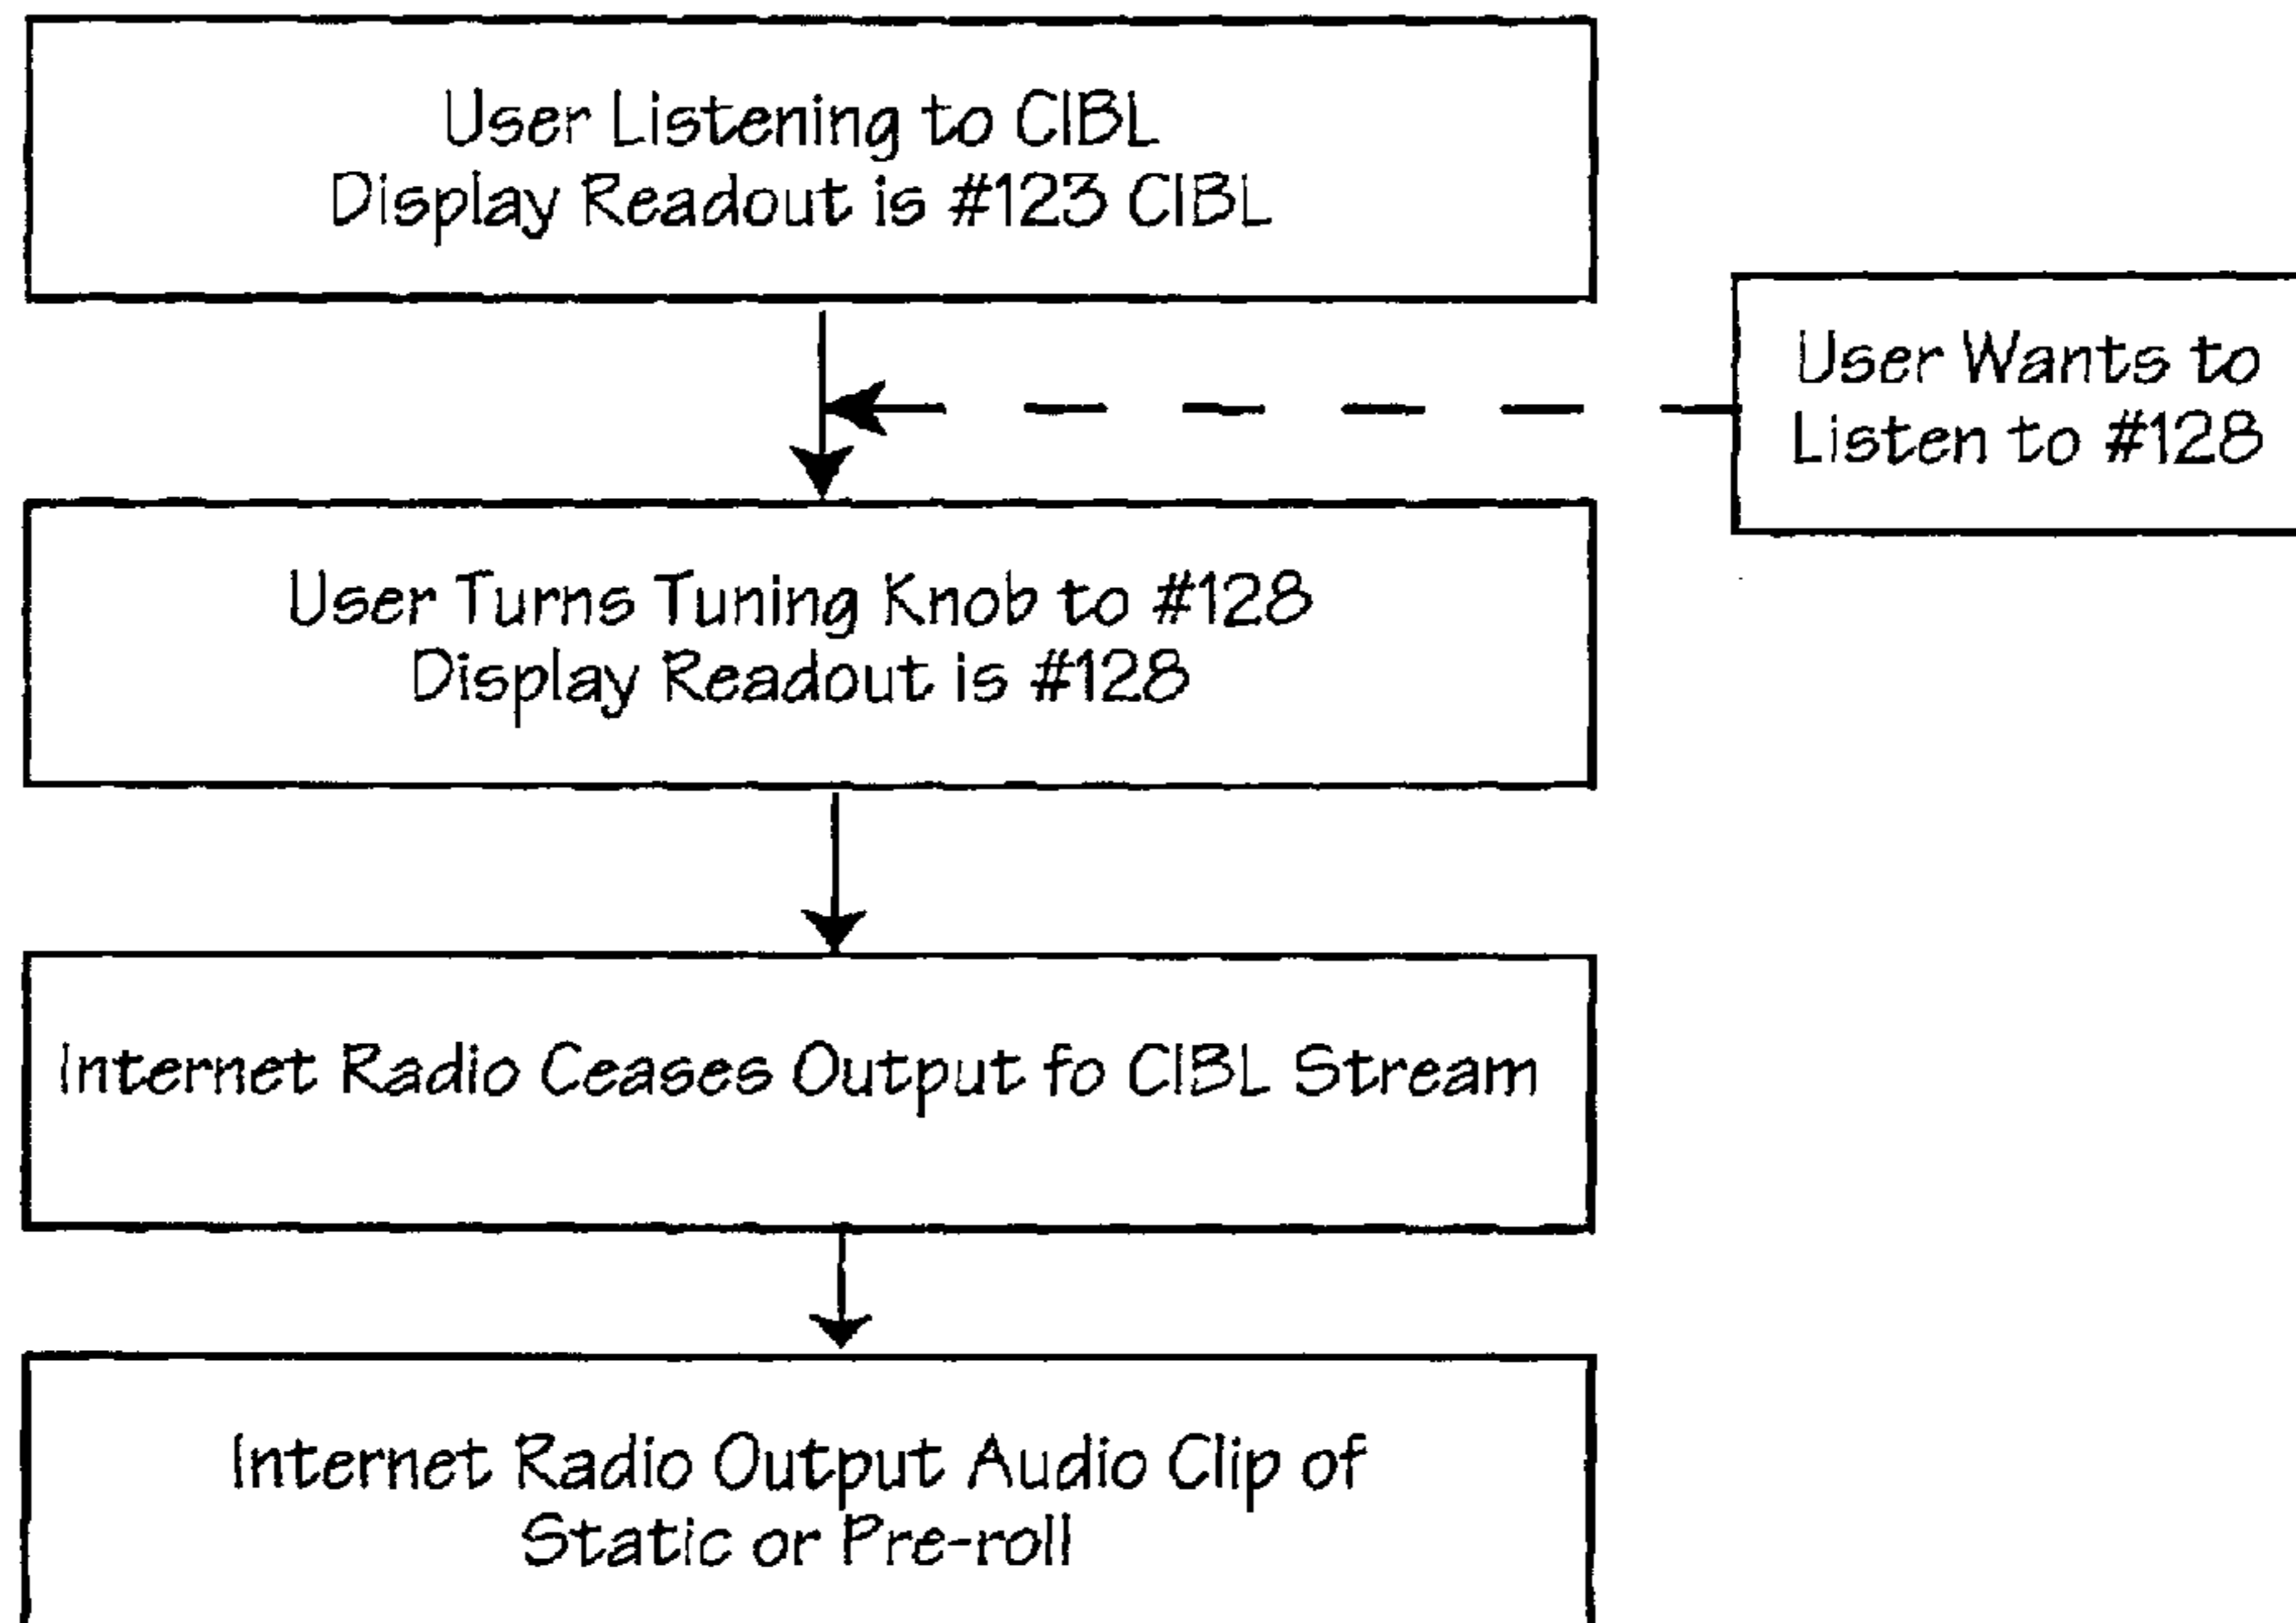 User Listening to CIBL
Display Readout is #123 CIBL
User Wants to
Listen to #128
User Turns Tuning Knob to #128
Display Readout is #128
Internet Radio Ceases Output fo CIBL Stream
Internet Radio Output Audio Clip of
Static or Pre-roll